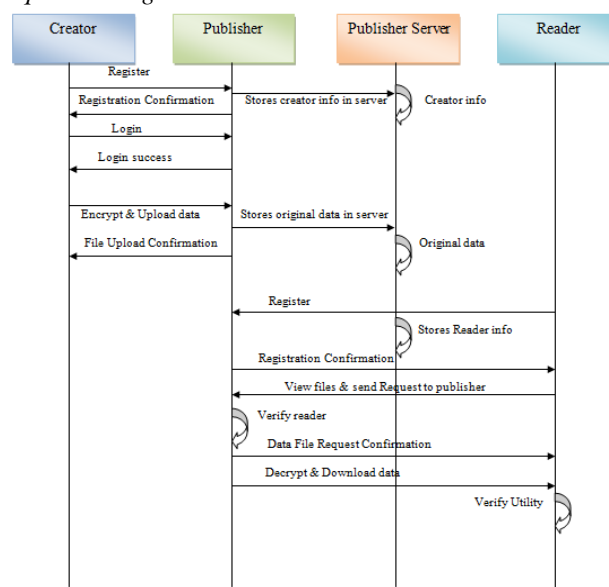 Creator
Publisher
Publisher Server
Reader
Register
Registration Confirmation
Stores creator info in server
Creator info
Login
Login success
Encrypt & Upload data
Stores original data in server
File Upload Confirmation
Original data
Register
Stores Reader info
Registration Confirmation
View files & send Request to publisher
Verify reader
Data File Request Confirmation
Decrypt & Download data
Verify Utility